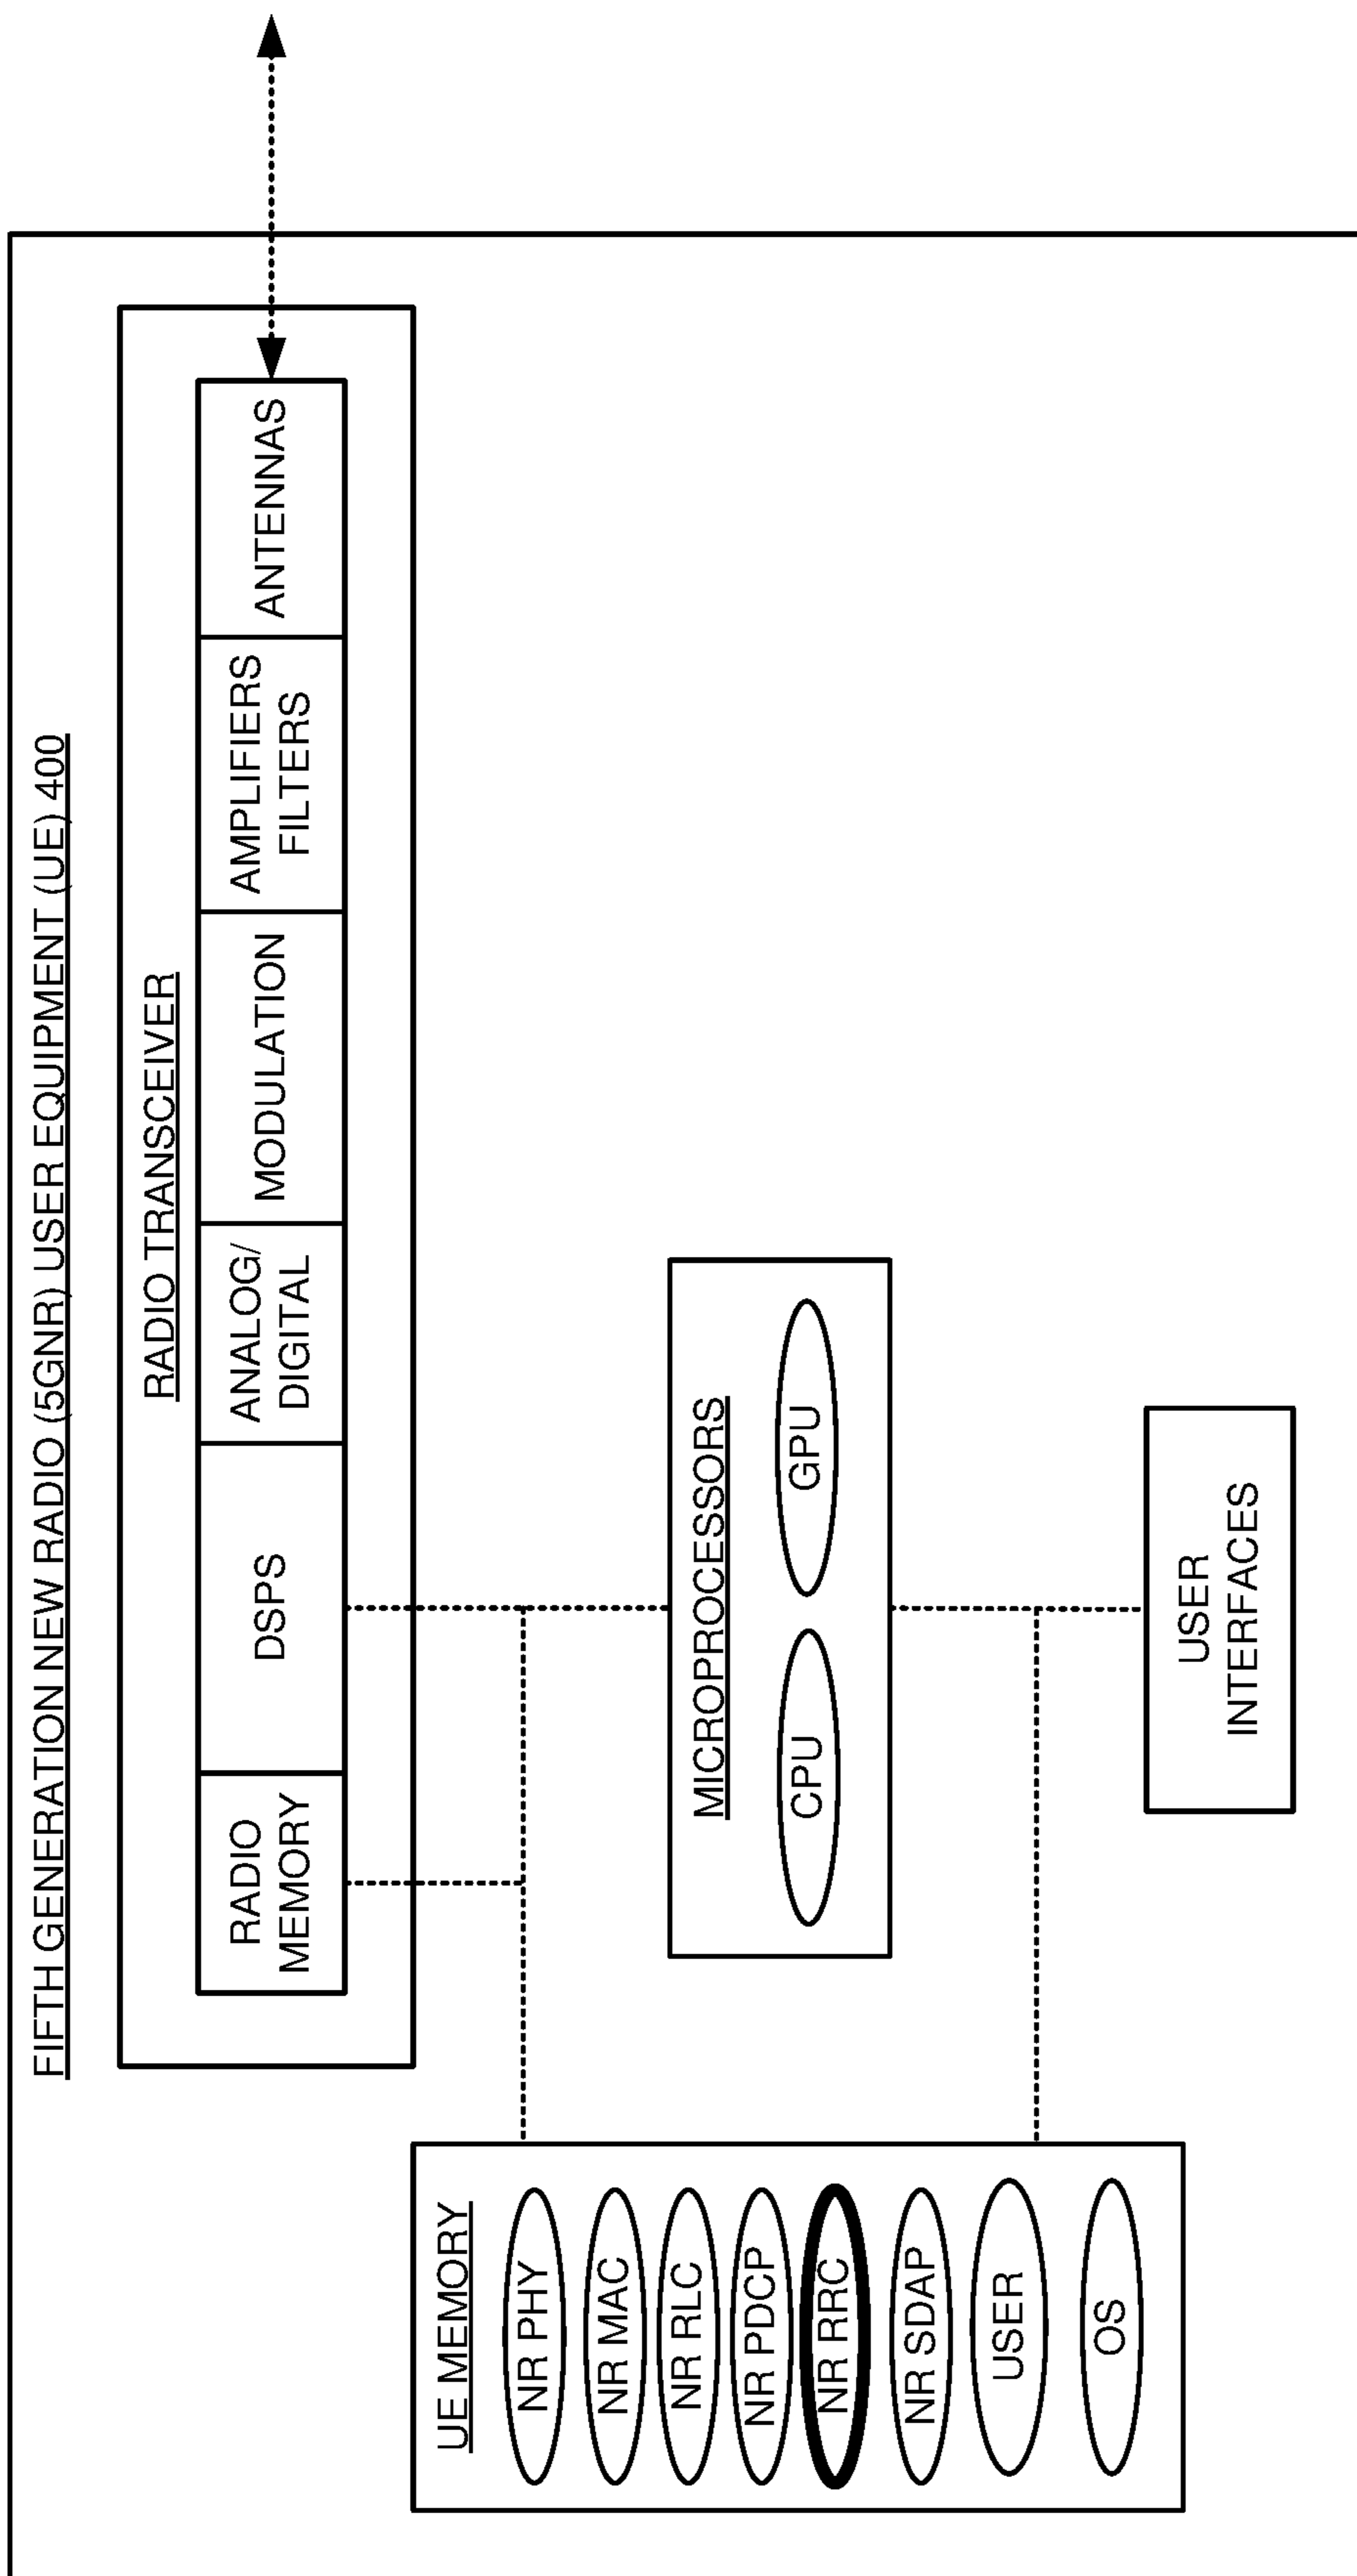 FIFTH GENERATION NEW RADIO (5GNR) USER EQUIPMENT (UE) 400
RADIO TRANSCEIVER
RADIO
MEMORY
DSPS
ANALOG/
DIGITAL
MODULATION
AMPLIFIERS
FILTERS
ANTENNAS
UE MEMORY
NR PHY
NR MAC
NR RLC
NR PDCP
NR RRC
NR SDAP
USER
OS
MICROPROCESSORS
CPU
GPU
USER
INTERFACES